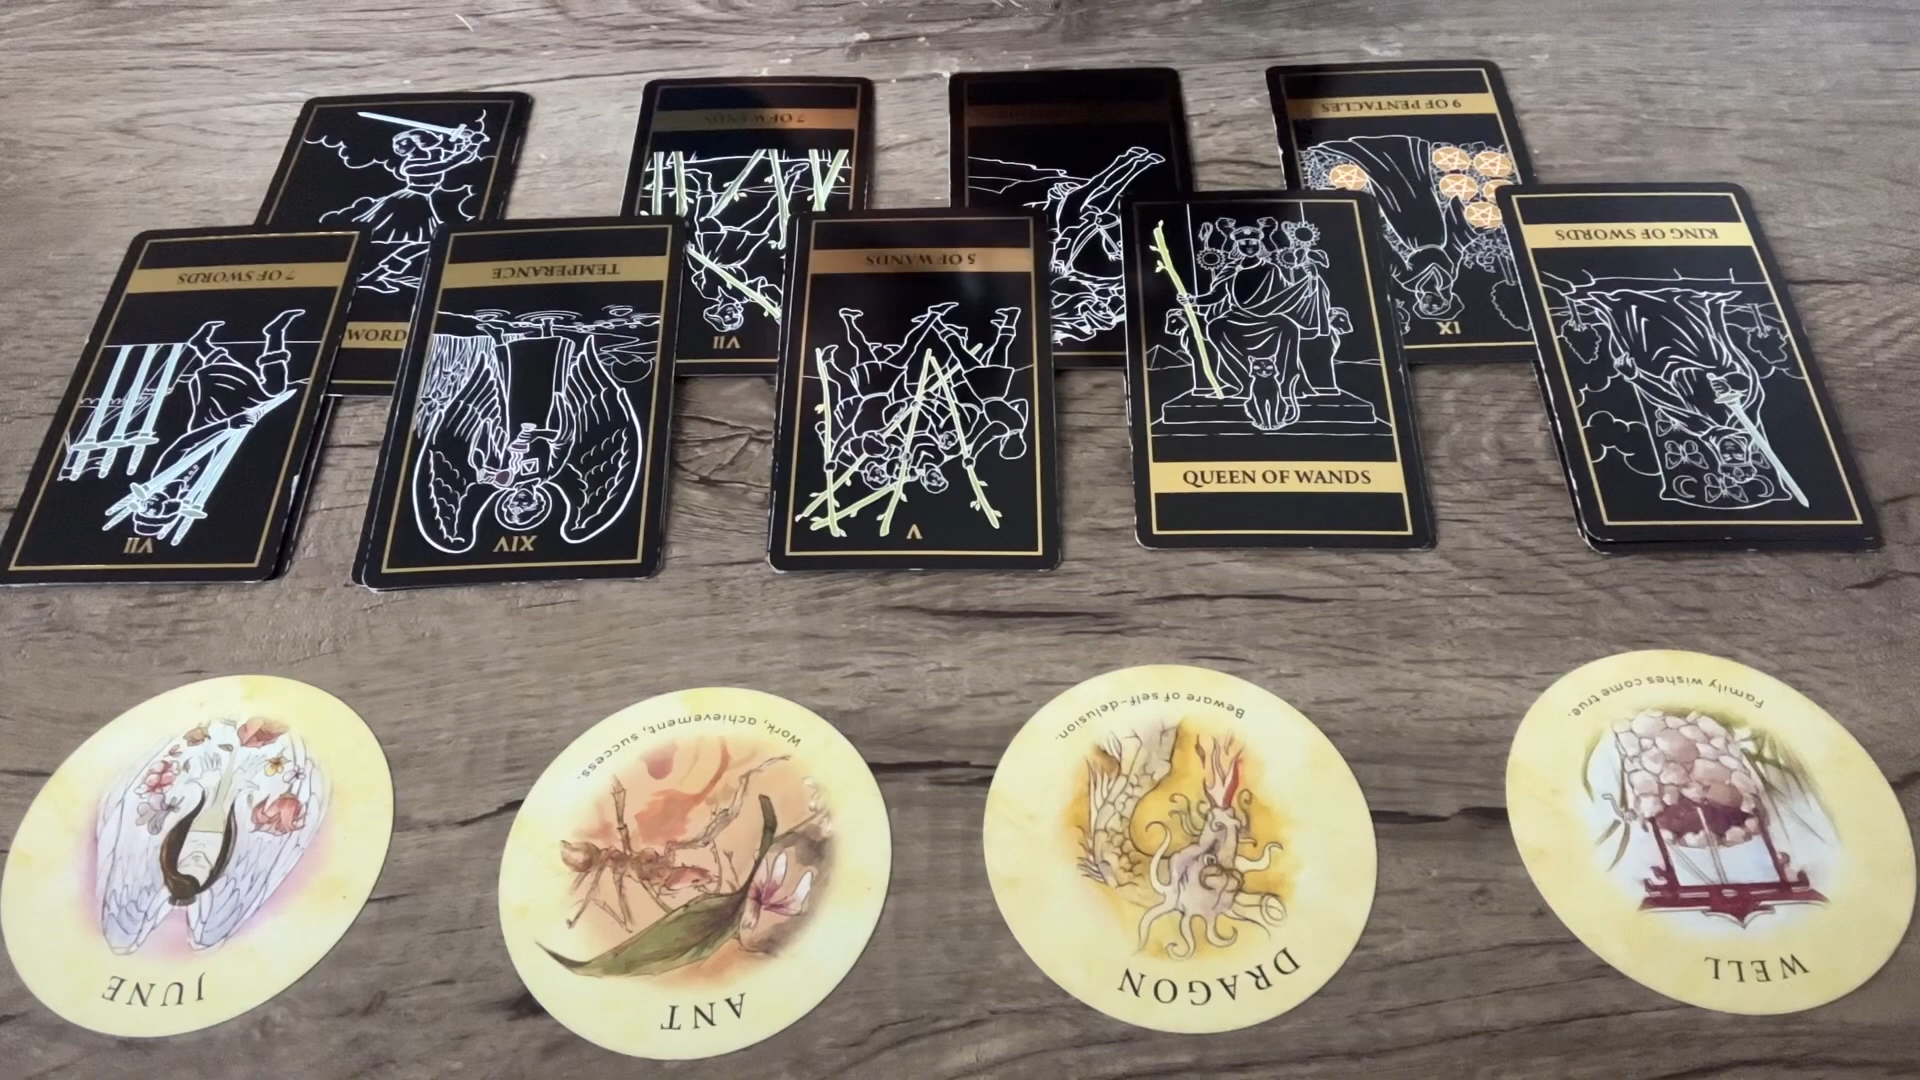 7 OF WANDS
9 OF PENTACLES
7 OF SWORDS
TEMPERANCE
5 OF WANDS
KING OF SWORDS
WORD
VII
IX
QUEEN OF WANDS
VII
XIV
V
Work, achievement, success.
Beware of self-delusion.
Family wishes come true.
JUNE
ANT
DRAGON
WELL